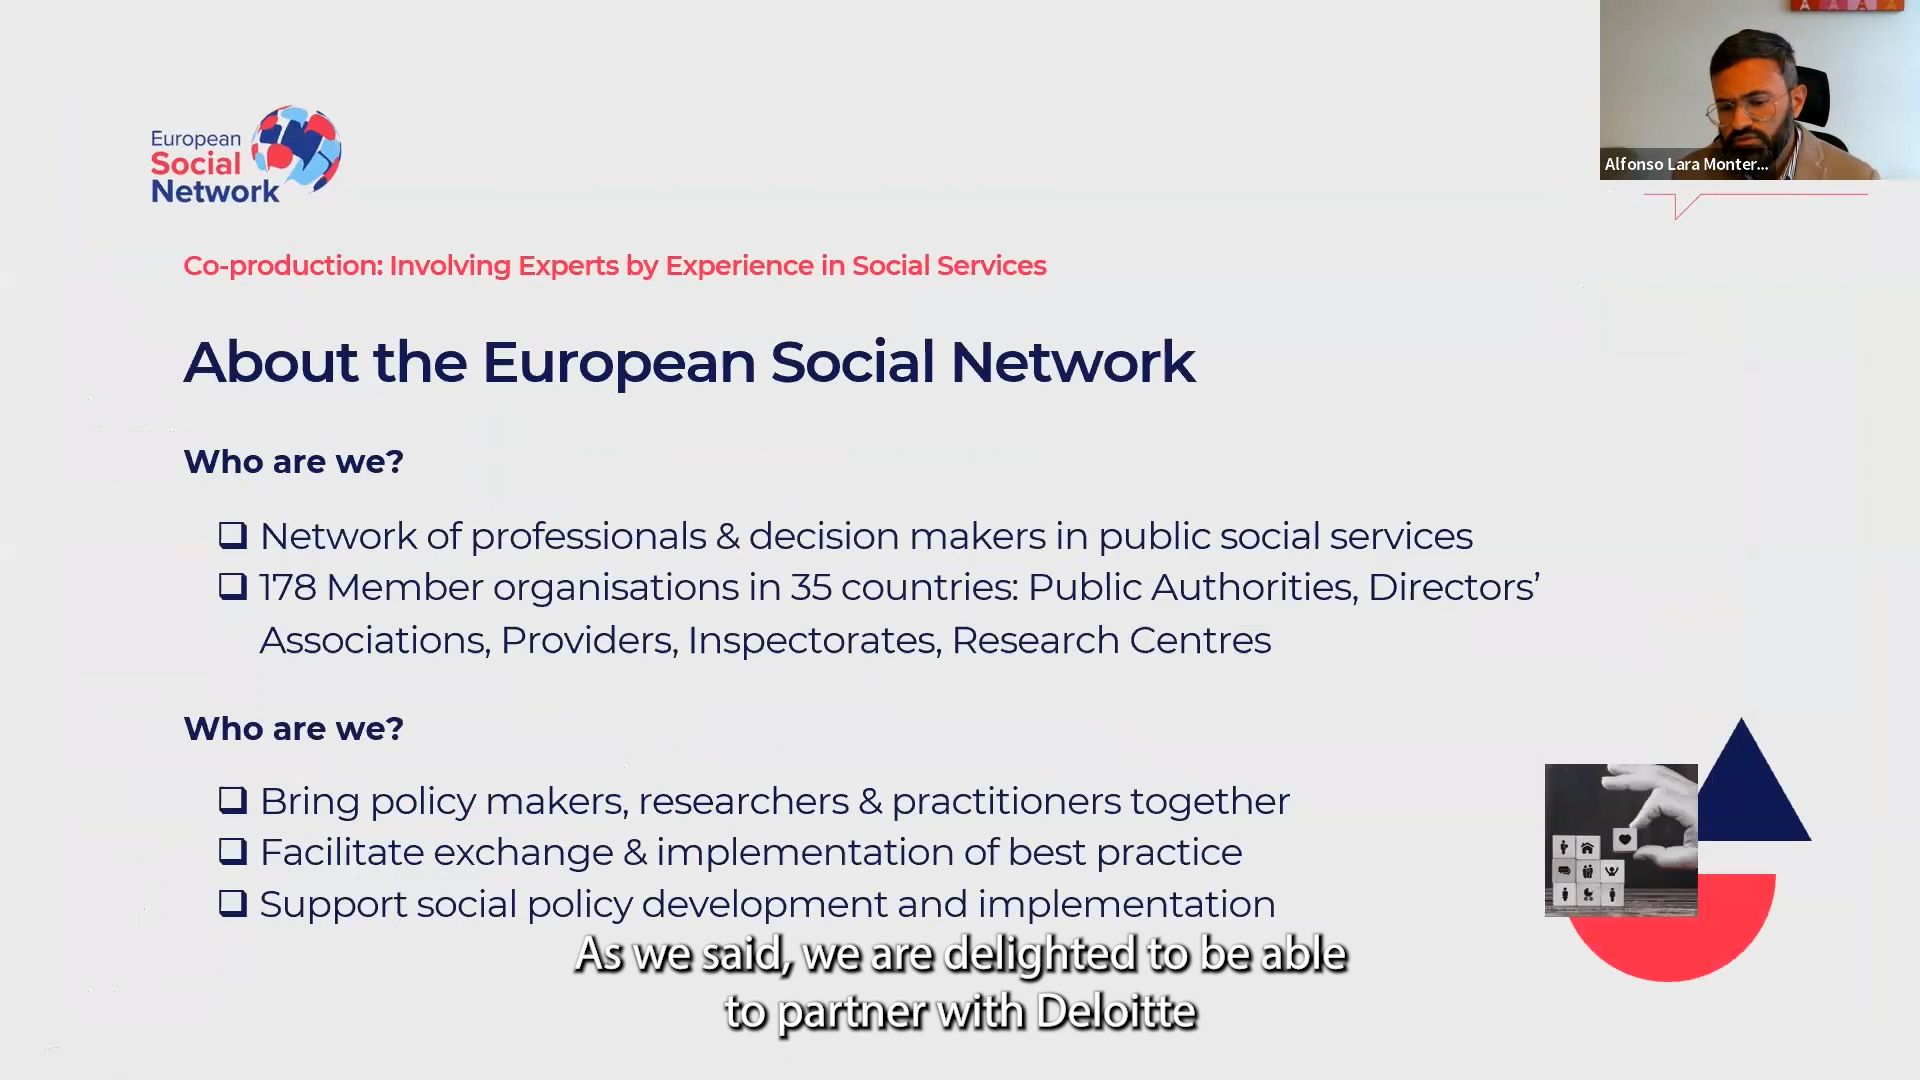 Alfonso Lara Monter...
European
Social
Network
Co-production: Involving Experts by Experience in Social Services
About the European Social Network
Who are we?
❑ Network of professionals & decision makers in public social services
❑ 178 Member organisations in 35 countries: Public Authorities, Directors’
Associations, Providers, Inspectorates, Research Centres
Who are we?
❑ Bring policy makers, researchers & practitioners together
❑ Facilitate exchange & implementation of best practice
❑ Support social policy development and implementation
As we said, we are delighted to be able
to partner with Deloitte